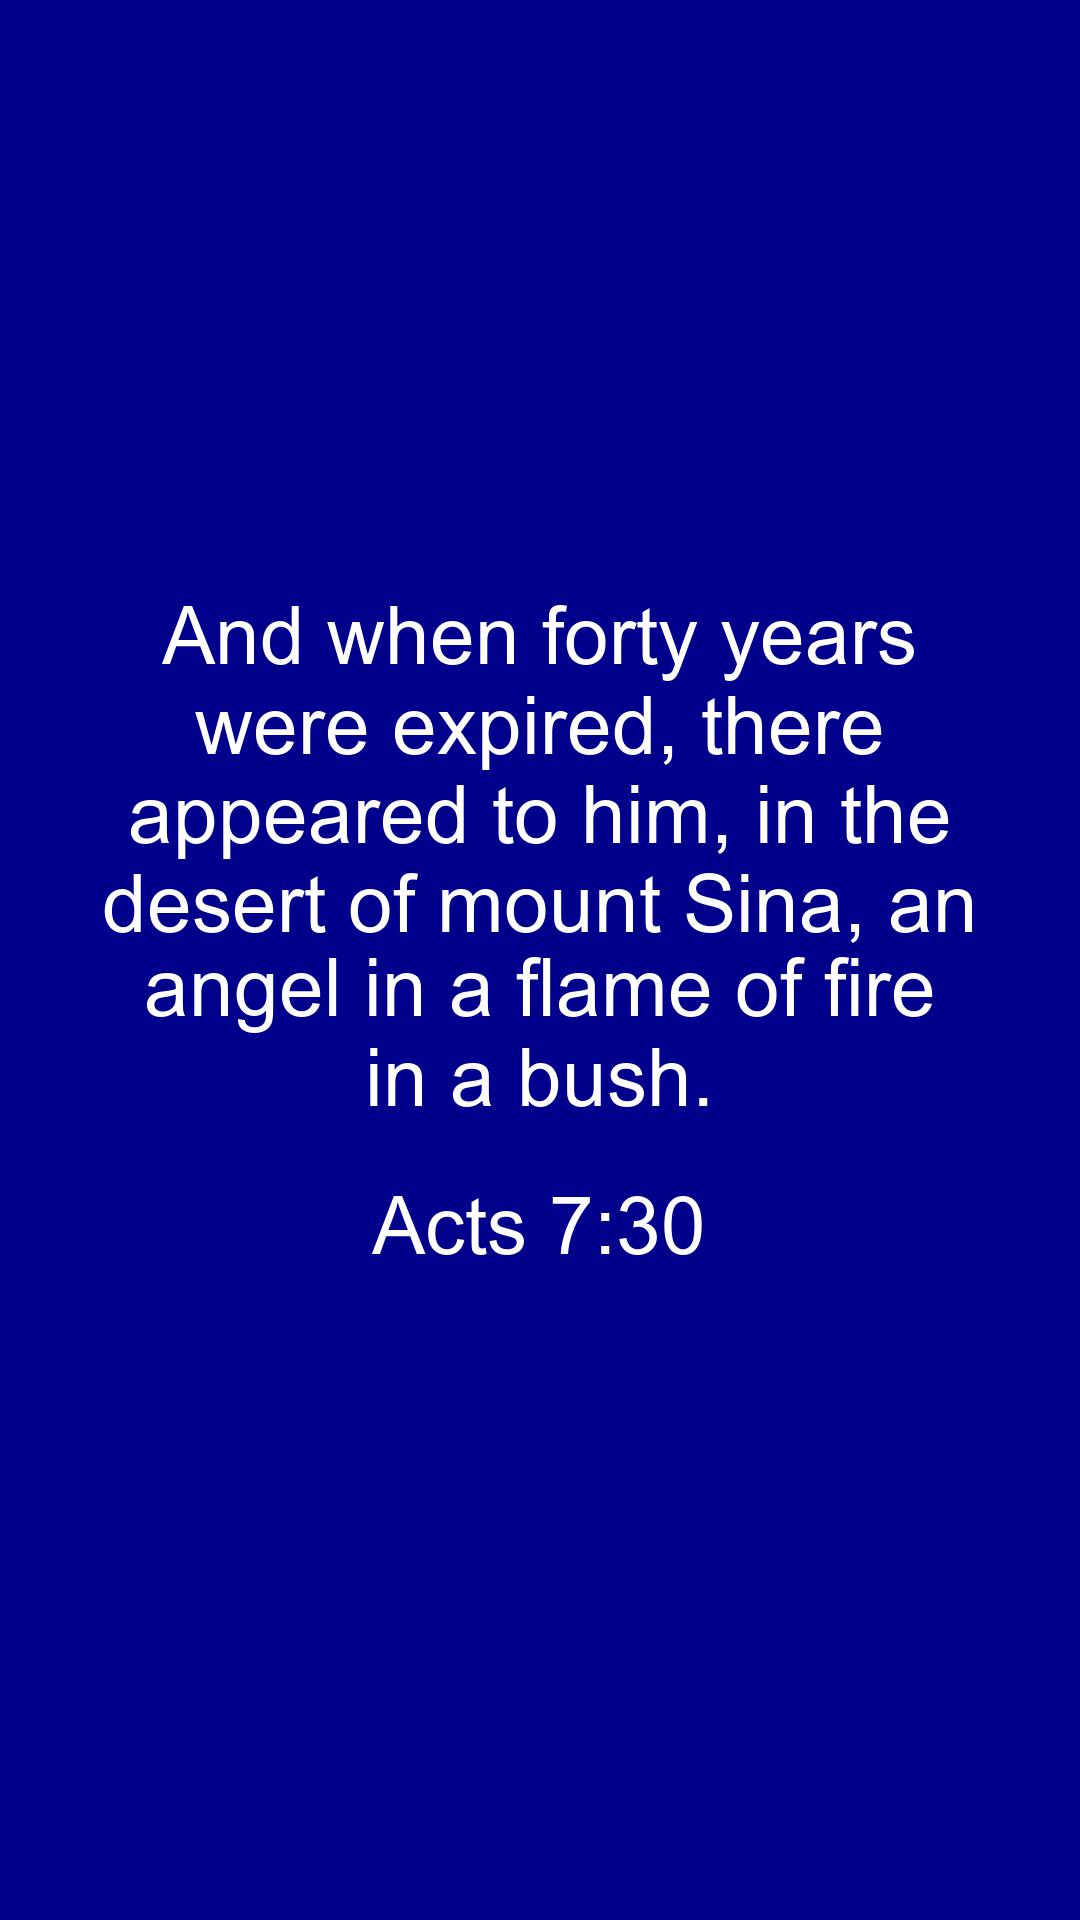 And when forty years
were expired, there
appeared to him, in the
desert of mount Sina, an
angel in a flame of fire
in a bush.
Acts 7:30